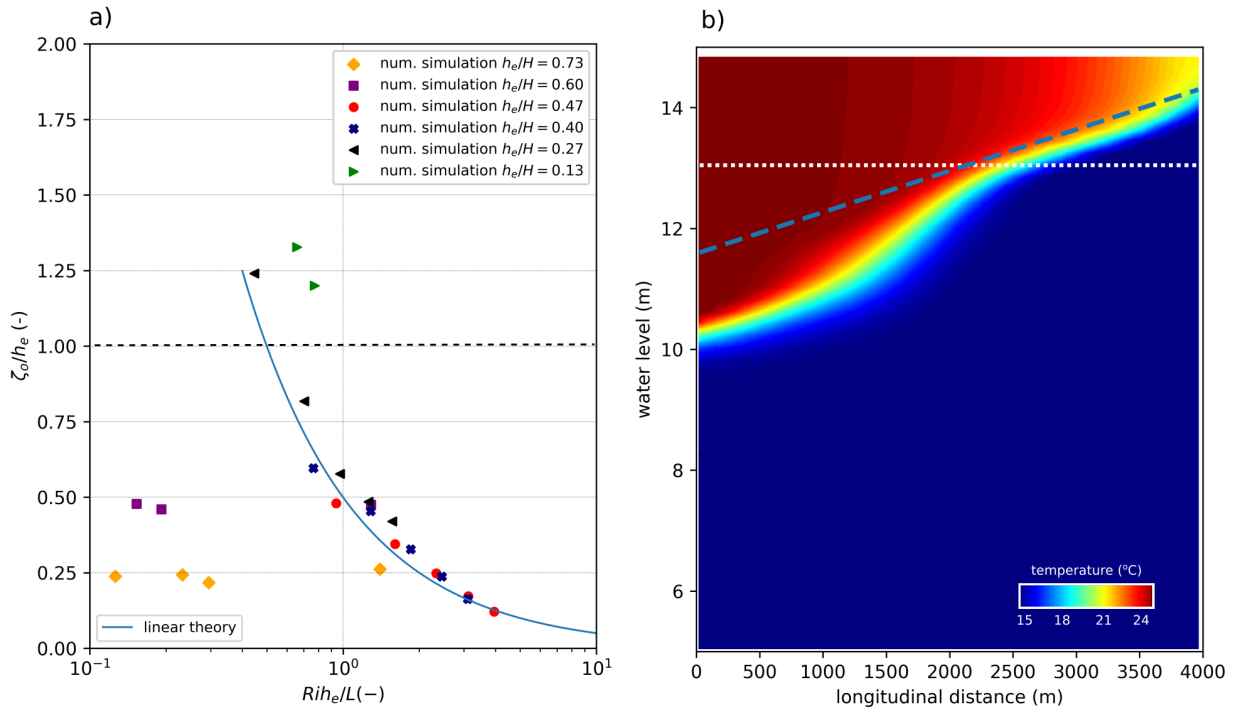 a)
2.00
1.75
1.50
1.25
1.00
0.75
0.50
0.25
0.00
ζₒ/hₑ (-)
num. simulation hₑ/H = 0.73
num. simulation hₑ/H = 0.60
num. simulation hₑ/H = 0.47
num. simulation hₑ/H = 0.40
num. simulation hₑ/H = 0.27
num. simulation hₑ/H = 0.13
linear theory
10⁻¹
10⁰
10¹
Rihₑ/L(−)
b)
14
12
10
8
6
water level (m)
temperature (°C)
15 18 21 24
0 500 1000 1500 2000 2500 3000 3500 4000
longitudinal distance (m)